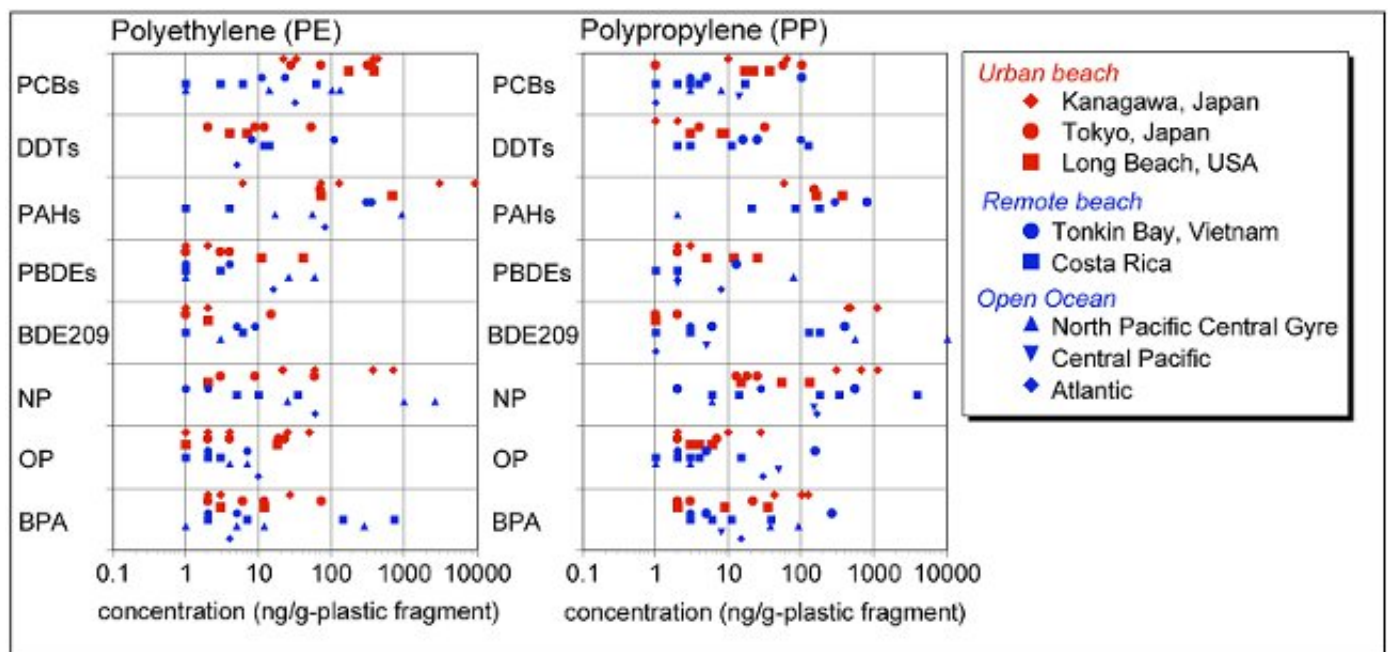 Polyethylene (PE)
Polypropylene (PP)
PCBs
DDTs
PAHs
PBDEs
BDE209
NP
OP
BPA
0.1 1 10 100 1000 10000
concentration (ng/g-plastic fragment)
PCBs
DDTs
PAHs
PBDEs
BDE209
NP
OP
BPA
0.1 1 10 100 1000 10000
concentration (ng/g-plastic fragment)
Urban beach
Kanagawa, Japan
Tokyo, Japan
Long Beach, USA
Remote beach
Tonkin Bay, Vietnam
Costa Rica
Open Ocean
North Pacific Central Gyre
Central Pacific
Atlantic